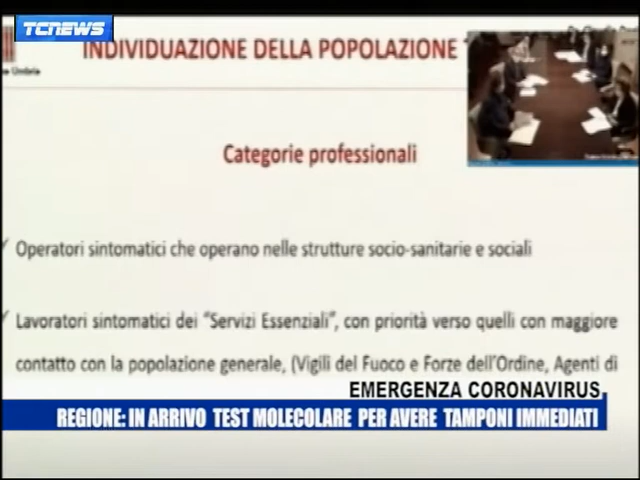 TCNEWS
INDIVIDUAZIONE DELLA POPOLAZIONE
Umbria
Categorie professionali
✓ Operatori sintomatici che operano nelle strutture socio-sanitarie e sociali
✓ Lavoratori sintomatici dei “Servizi Essenziali”, con priorità verso quelli con maggiore
contatto con la popolazione generale, (Vigili del Fuoco e Forze dell’Ordine, Agenti di
EMERGENZA CORONAVIRUS
REGIONE: IN ARRIVO TEST MOLECOLARE PER AVERE TAMPONI IMMEDIATI